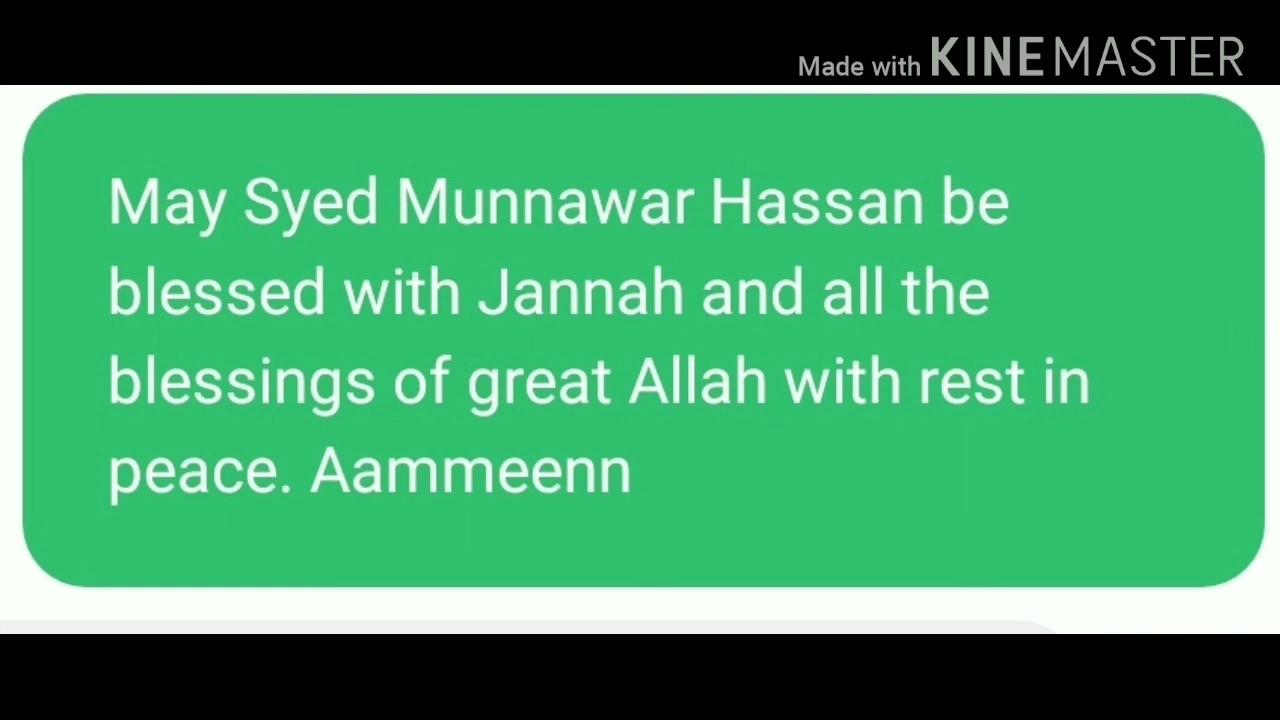 Made with KINEMASTER
May Syed Munnawar Hassan be
blessed with Jannah and all the
blessings of great Allah with rest in
peace. Aammeenn